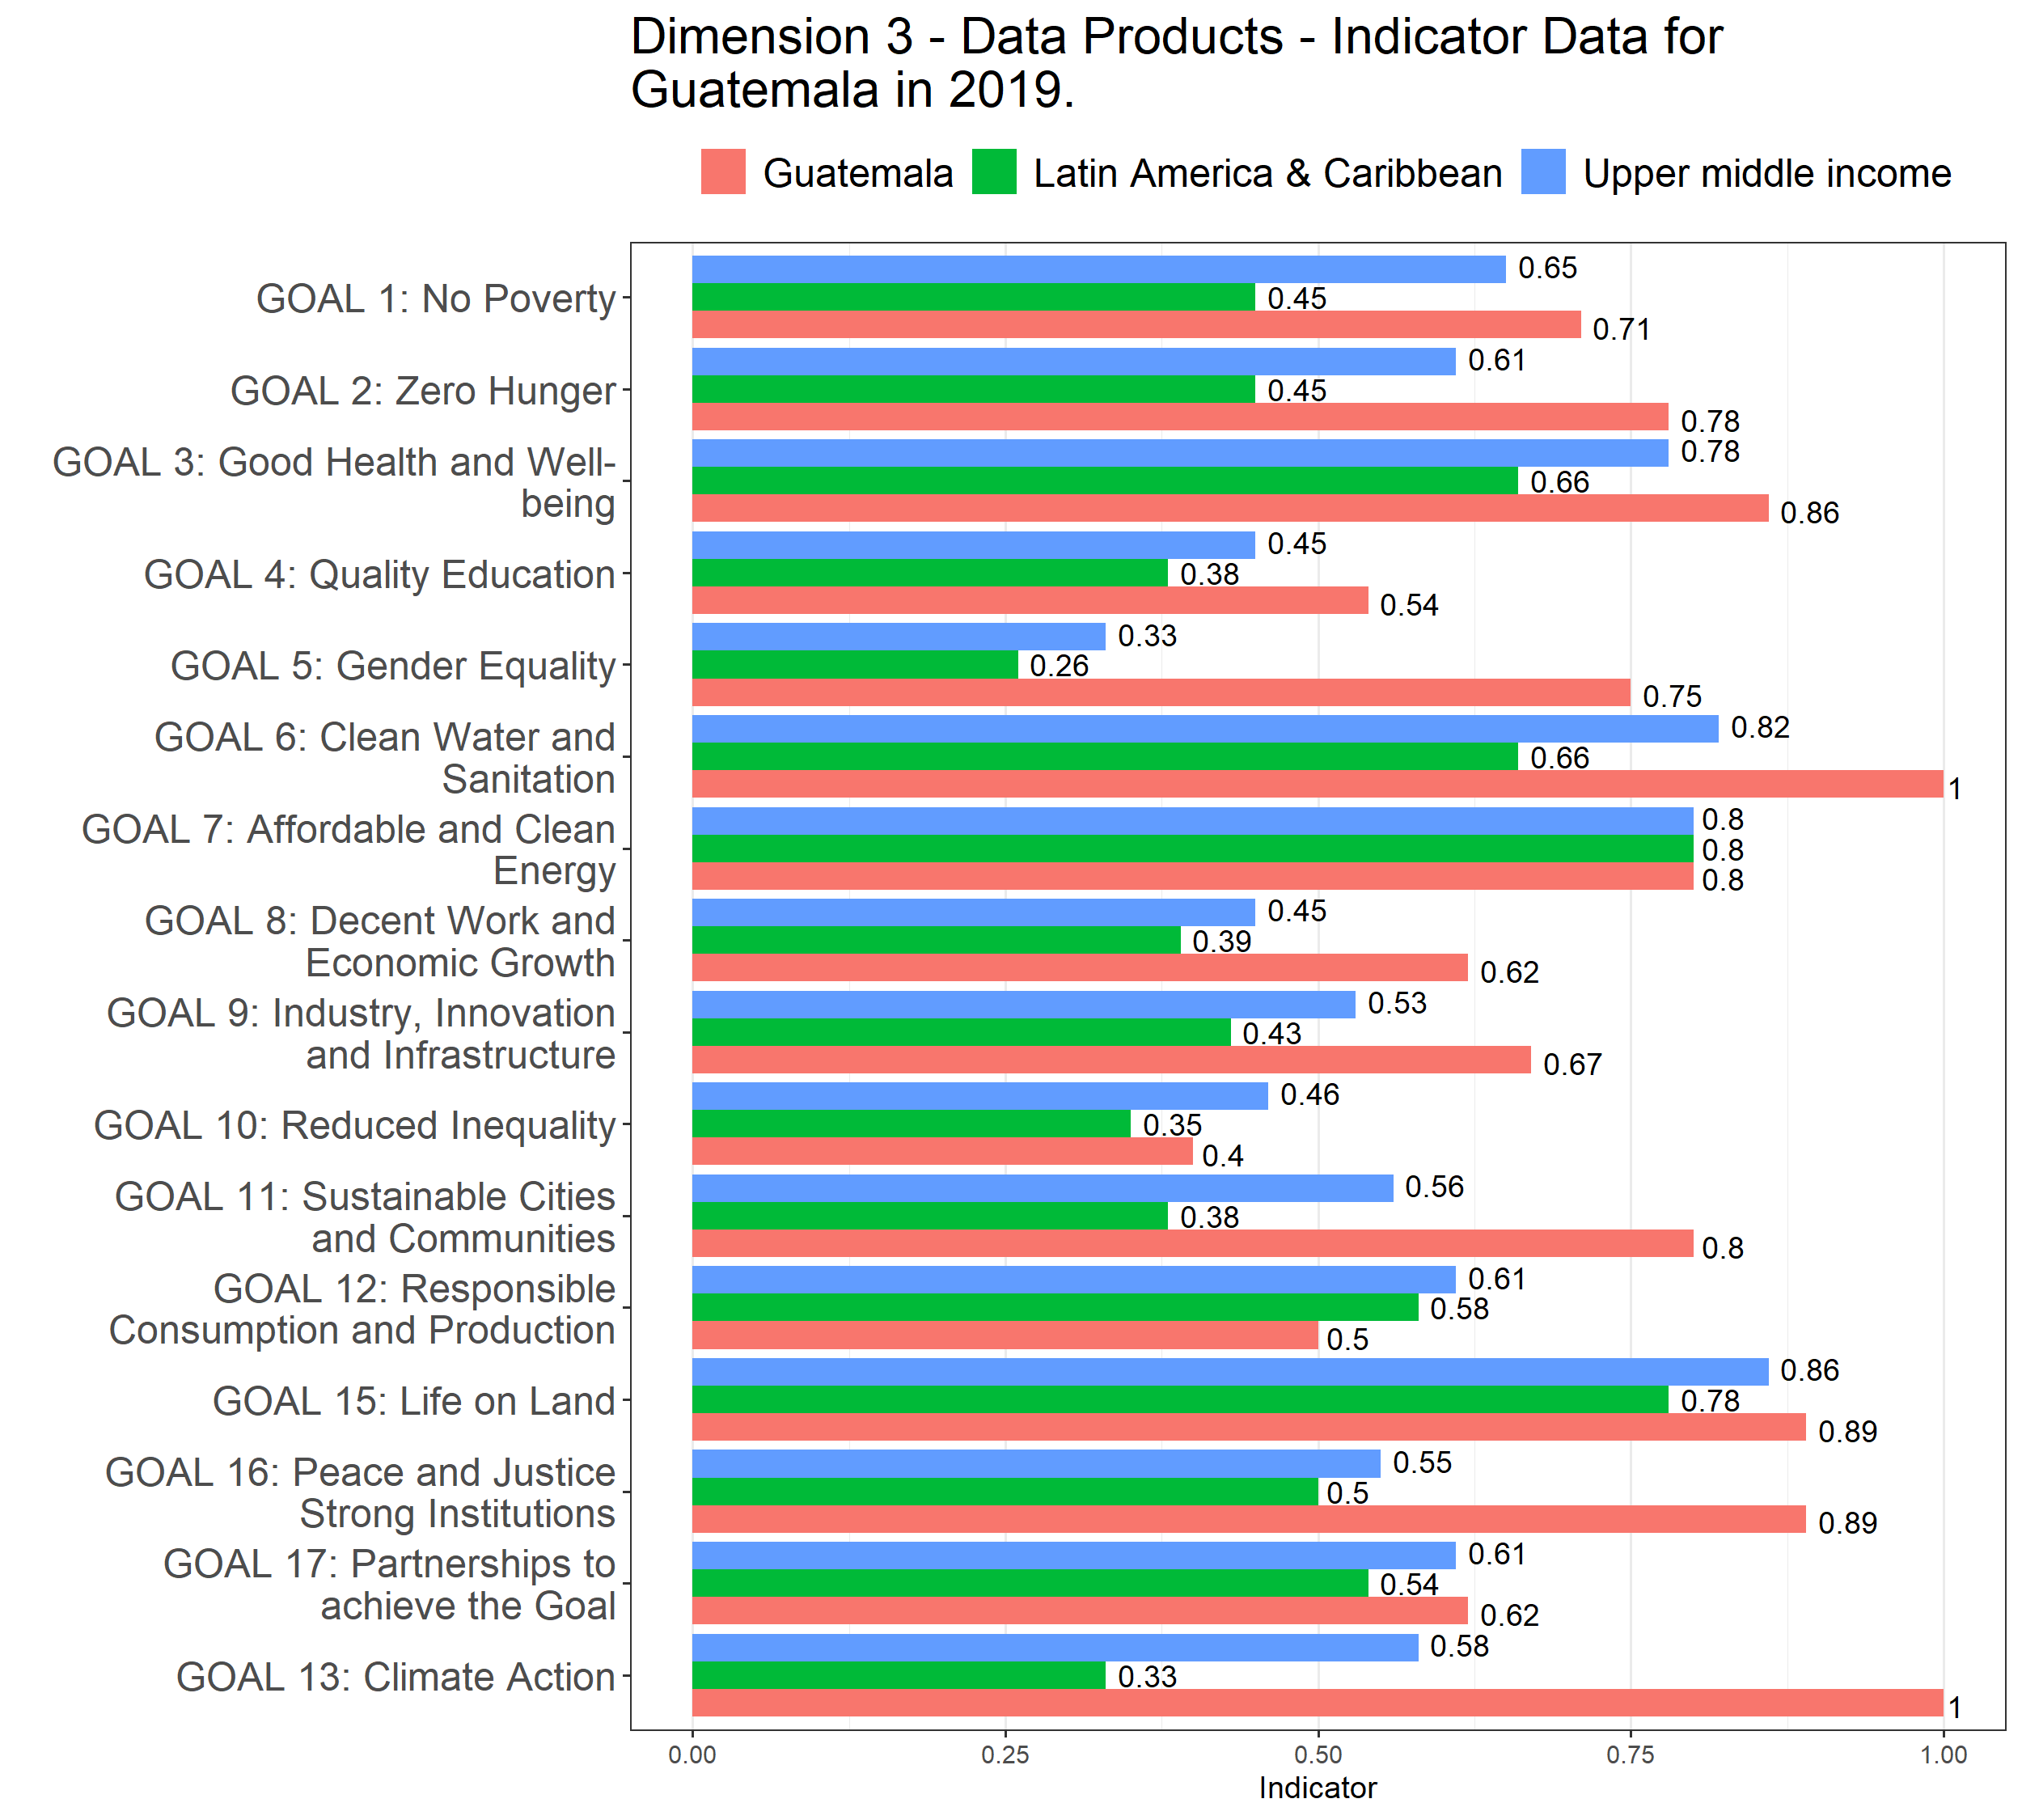 Dimension 3 - Data Products - Indicator Data for
Guatemala in 2019.
Guatemala
Latin America & Caribbean
Upper middle income
GOAL 1: No Poverty
0.65
0.45
0.71
GOAL 2: Zero Hunger
0.61
0.45
0.78
GOAL 3: Good Health and Well-
being
0.78
0.66
0.86
GOAL 4: Quality Education
0.45
0.38
0.54
GOAL 5: Gender Equality
0.33
0.26
0.75
GOAL 6: Clean Water and
Sanitation
0.82
0.66
1
GOAL 7: Affordable and Clean
Energy
0.8
0.8
0.8
GOAL 8: Decent Work and
Economic Growth
0.45
0.39
0.62
GOAL 9: Industry, Innovation
and Infrastructure
0.53
0.43
0.67
GOAL 10: Reduced Inequality
0.46
0.35
0.4
GOAL 11: Sustainable Cities
and Communities
0.56
0.38
0.8
GOAL 12: Responsible
Consumption and Production
0.61
0.58
0.5
GOAL 15: Life on Land
0.86
0.78
0.89
GOAL 16: Peace and Justice
Strong Institutions
0.55
0.5
0.89
GOAL 17: Partnerships to
achieve the Goal
0.61
0.54
0.62
GOAL 13: Climate Action
0.58
0.33
1
0.00
0.25
0.50
0.75
1.00
Indicator